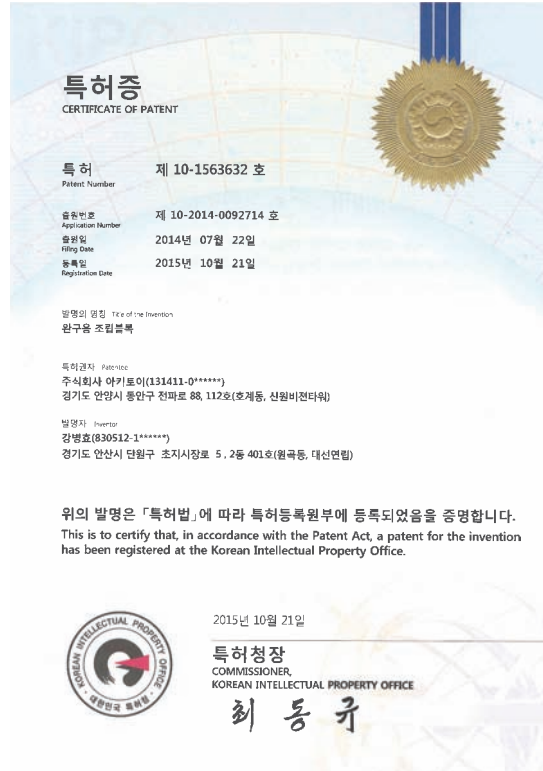 특허증
CERTIFICATE OF PATENT
특 허 제 10-1563632 호
Patent Number
출원번호 제 10-2014-0092714 호
Application Number
출원일 2014년 07월 22일
Filing Date
등록일 2015년 10월 21일
Registration Date
발명의 명칭 Title of the Invention
완구용 조립블록
특허권자 Patentee
주식회사 아키토이(131411-0******)
경기도 안양시 동안구 전파로 88, 112호(호계동, 신원비젼타워)
발명자 Inventor
강병효(830512-1******)
경기도 안산시 단원구 초지시장로 5 , 2동 401호(원곡동, 대선연립)
위의 발명은 「특허법」에 따라 특허등록원부에 등록되었음을 증명합니다.
This is to certify that, in accordance with the Patent Act, a patent for the invention
has been registered at the Korean Intellectual Property Office.
2015년 10월 21일
특허청장
COMMISSIONER,
KOREAN INTELLECTUAL PROPERTY OFFICE
최 동 규
KOREAN INTELLECTUAL PROPERTY OFFICE
대한민국 특허청